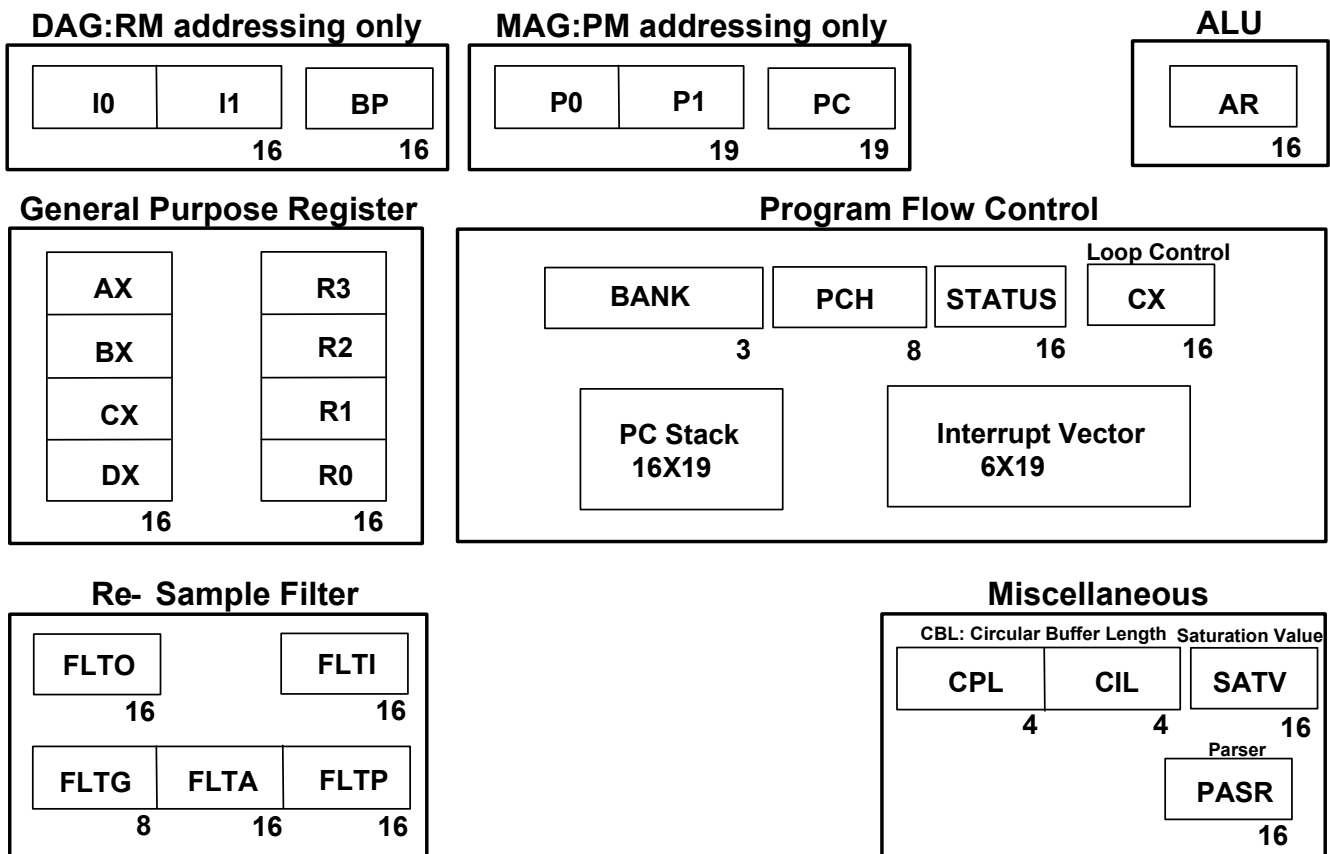 DAG:RM addressing only
I0 I1 BP
16 16
MAG:PM addressing only
P0 P1 PC
19 19
ALU
AR
16
General Purpose Register
AX R3
BX R2
CX R1
DX R0
16 16
Program Flow Control
Loop Control
BANK PCH STATUS CX
3 8 16 16
PC Stack
16X19
Interrupt Vector
6X19
Re- Sample Filter
FLTO FLTI
16 16
FLTG FLTA FLTP
8 16 16
Miscellaneous
CBL: Circular Buffer Length Saturation Value
CPL CIL SATV
4 4 16
Parser
PASR
16